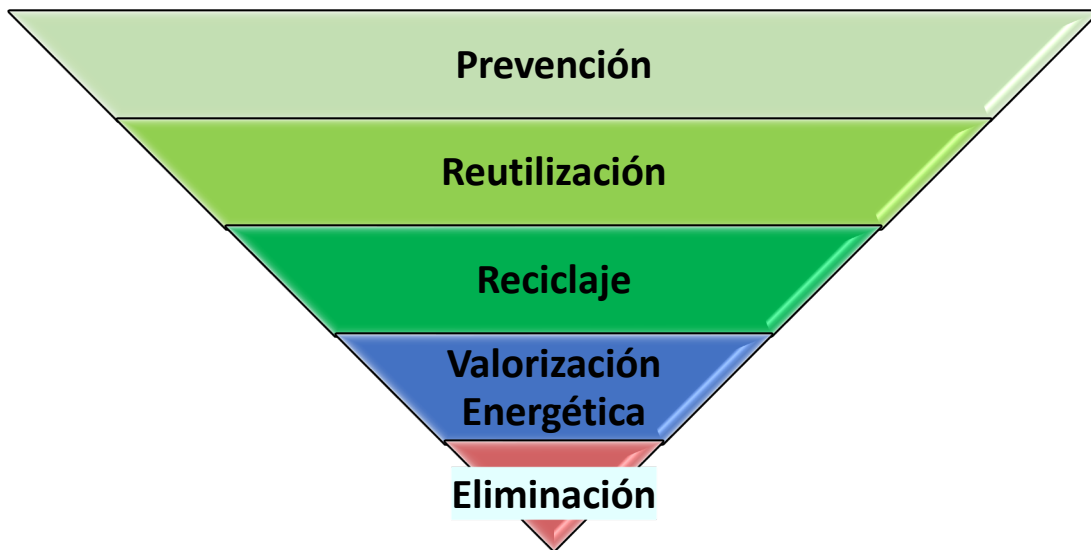 Prevención
Reutilización
Reciclaje
Valorización
Energética
Eliminación